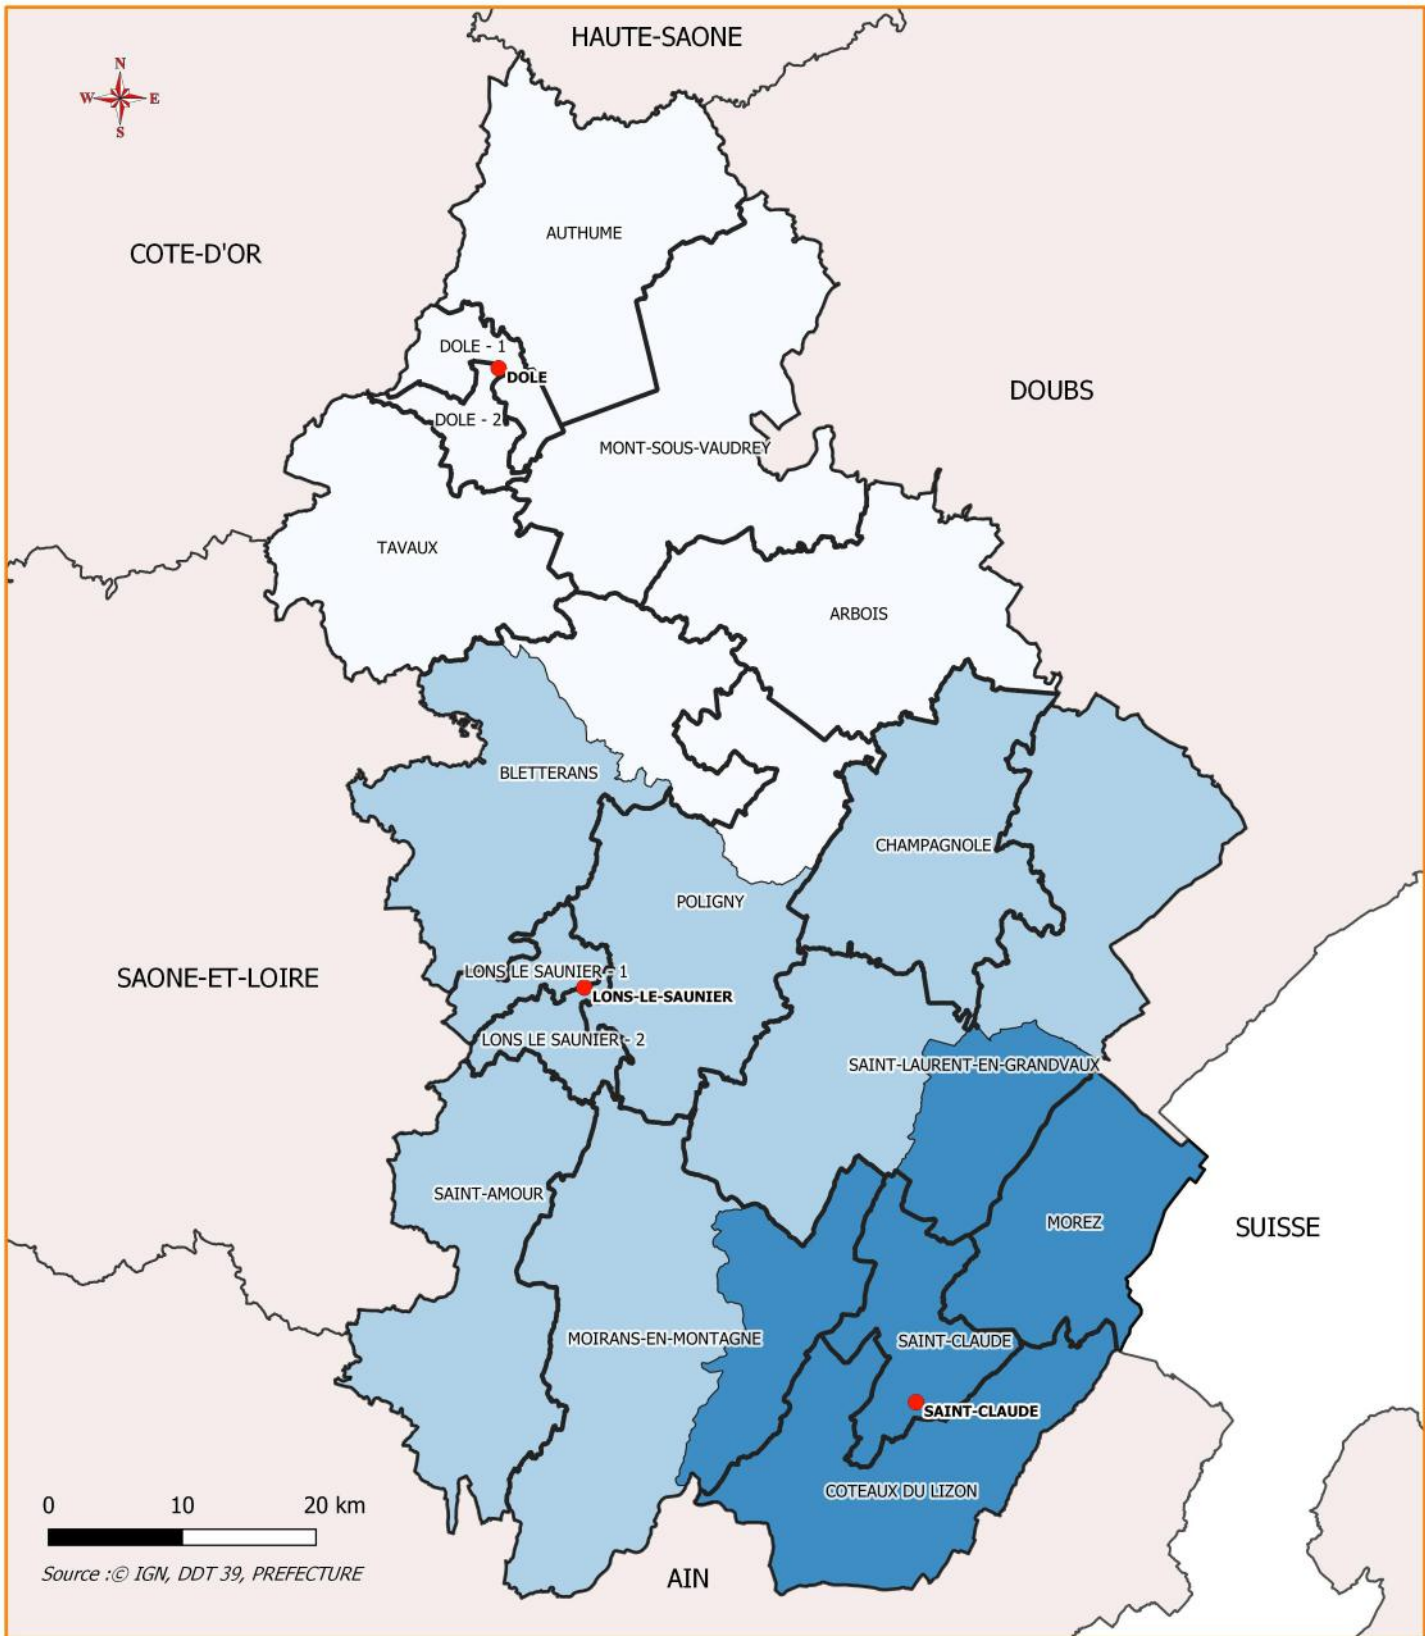 HAUTE-SAONE
N
W
E
S
AUTHUME
COTE-D'OR
DOLE - 1
DOLE
DOUBS
DOLE - 2
MONT-SOUS-VAUDREY
TAVAUX
ARBOIS
BLETTERANS
CHAMPAGNOLE
POLIGNY
SAONE-ET-LOIRE
LONS LE SAUNIER - 1
LONS-LE-SAUNIER
LONS LE SAUNIER - 2
SAINT-LAURENT-EN-GRANDVAUX
SAINT-AMOUR
MOREZ
SUISSE
MOIRANS-EN-MONTAGNE
SAINT-CLAUDE
SAINT-CLAUDE
COTEAUX DU LIZON
0 10 20 km
Source :© IGN, DDT 39, PREFECTURE
AIN